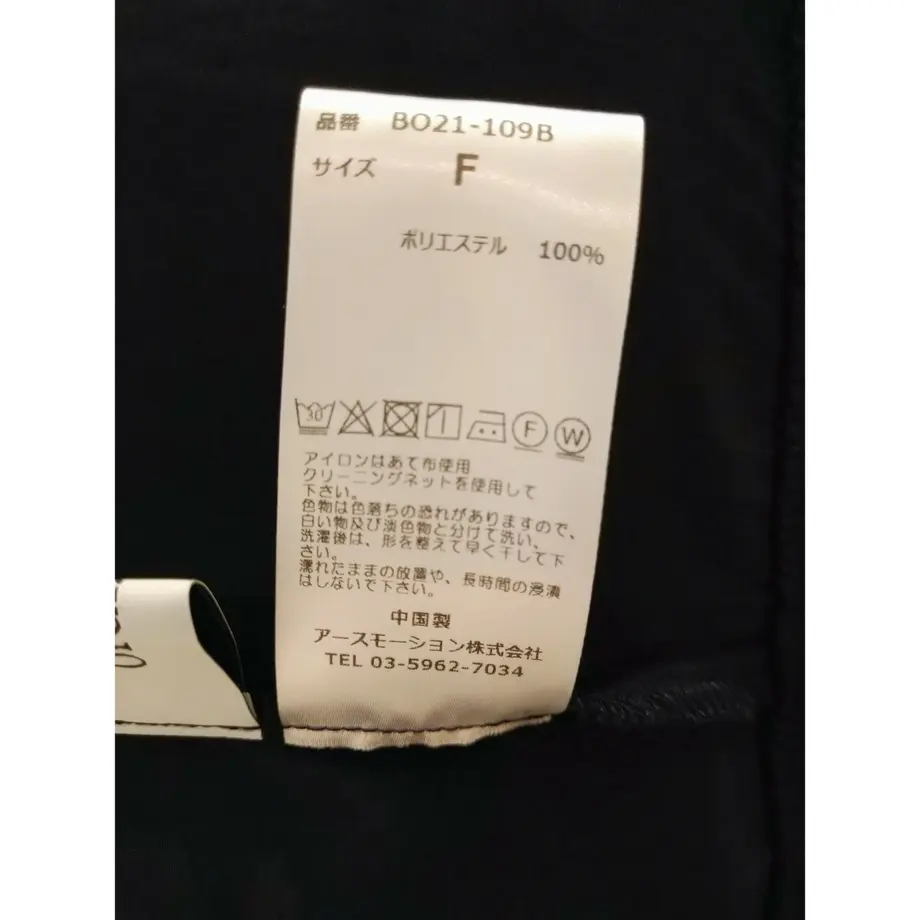 品番 BO21-109B
サイズ F
ポリエステル 100%
30
F W
アイロンはあて布使用
クリーニングネットを使用して
下さい。
色物は色落ちの恐れがありますので、
白い物及び淡色物と分けて洗い、
洗濯後は、形を整えて早く干して下
さい。
濡れたままの放置や、長時間の浸漬
はしないで下さい。
中国製
アースモーション株式会社
TEL 03-5962-7034